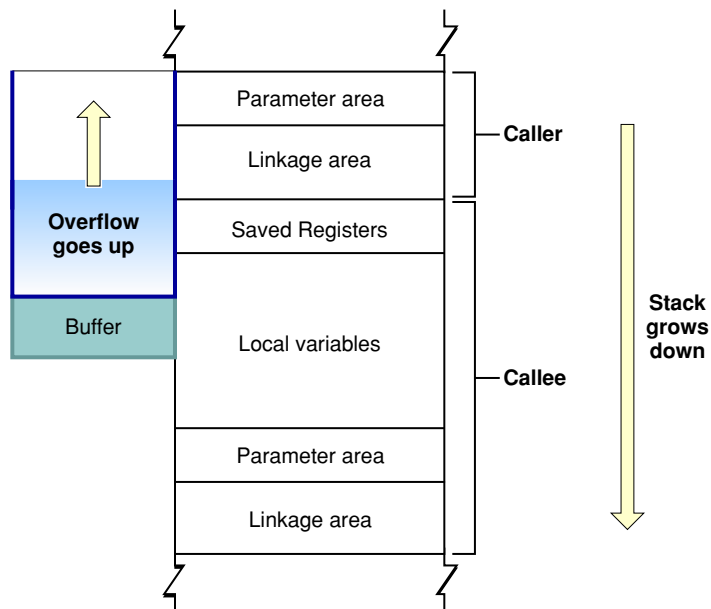 Parameter area
Linkage area
Caller
Overflow
goes up
Saved Registers
Buffer
Local variables
Callee
Stack
grows
down
Parameter area
Linkage area